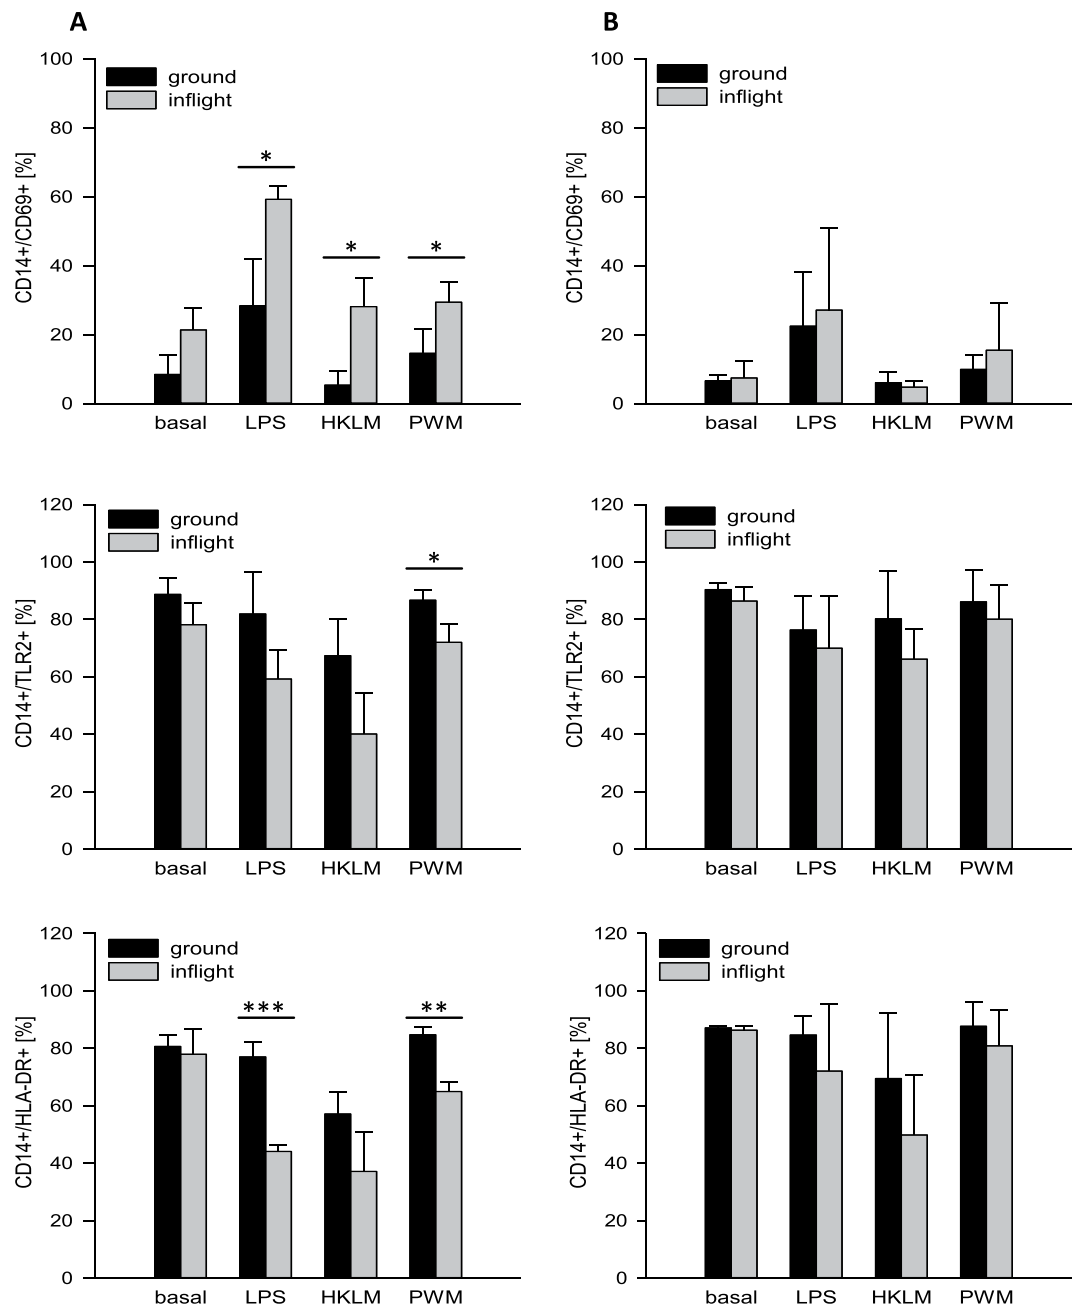 A
CD14+/CD69+ [%]
100
80
60
40
20
0
ground
inflight
*
*
*
basal LPS HKLM PWM
B
CD14+/CD69+ [%]
100
80
60
40
20
0
ground
inflight
basal LPS HKLM PWM
CD14+/TLR2+ [%]
120
100
80
60
40
20
0
ground
inflight
*
basal LPS HKLM PWM
CD14+/TLR2+ [%]
120
100
80
60
40
20
0
ground
inflight
basal LPS HKLM PWM
CD14+/HLA-DR+ [%]
120
100
80
60
40
20
0
ground
inflight
***
**
basal LPS HKLM PWM
CD14+/HLA-DR+ [%]
120
100
80
60
40
20
0
ground
inflight
basal LPS HKLM PWM